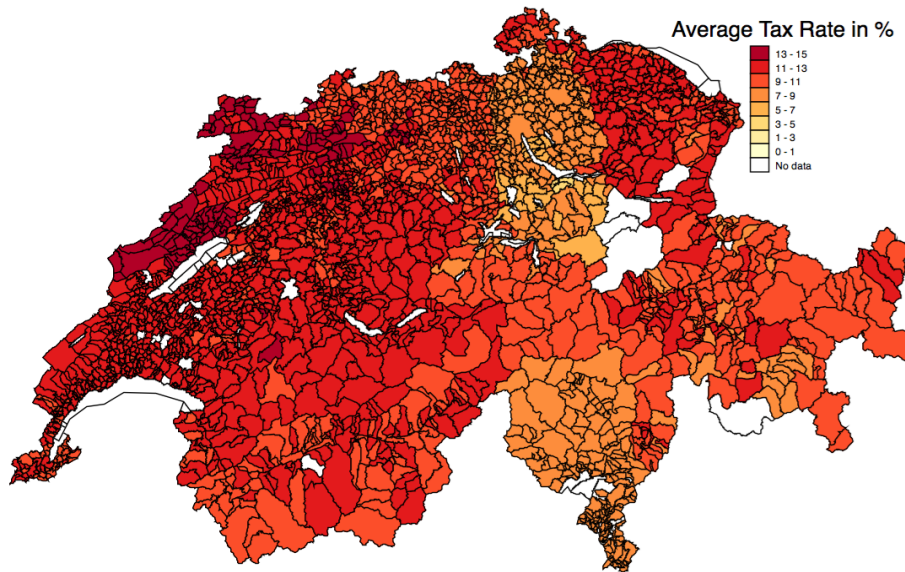 Average Tax Rate in %
13 - 15
11 - 13
9 - 11
7 - 9
5 - 7
3 - 5
1 - 3
0 - 1
No data